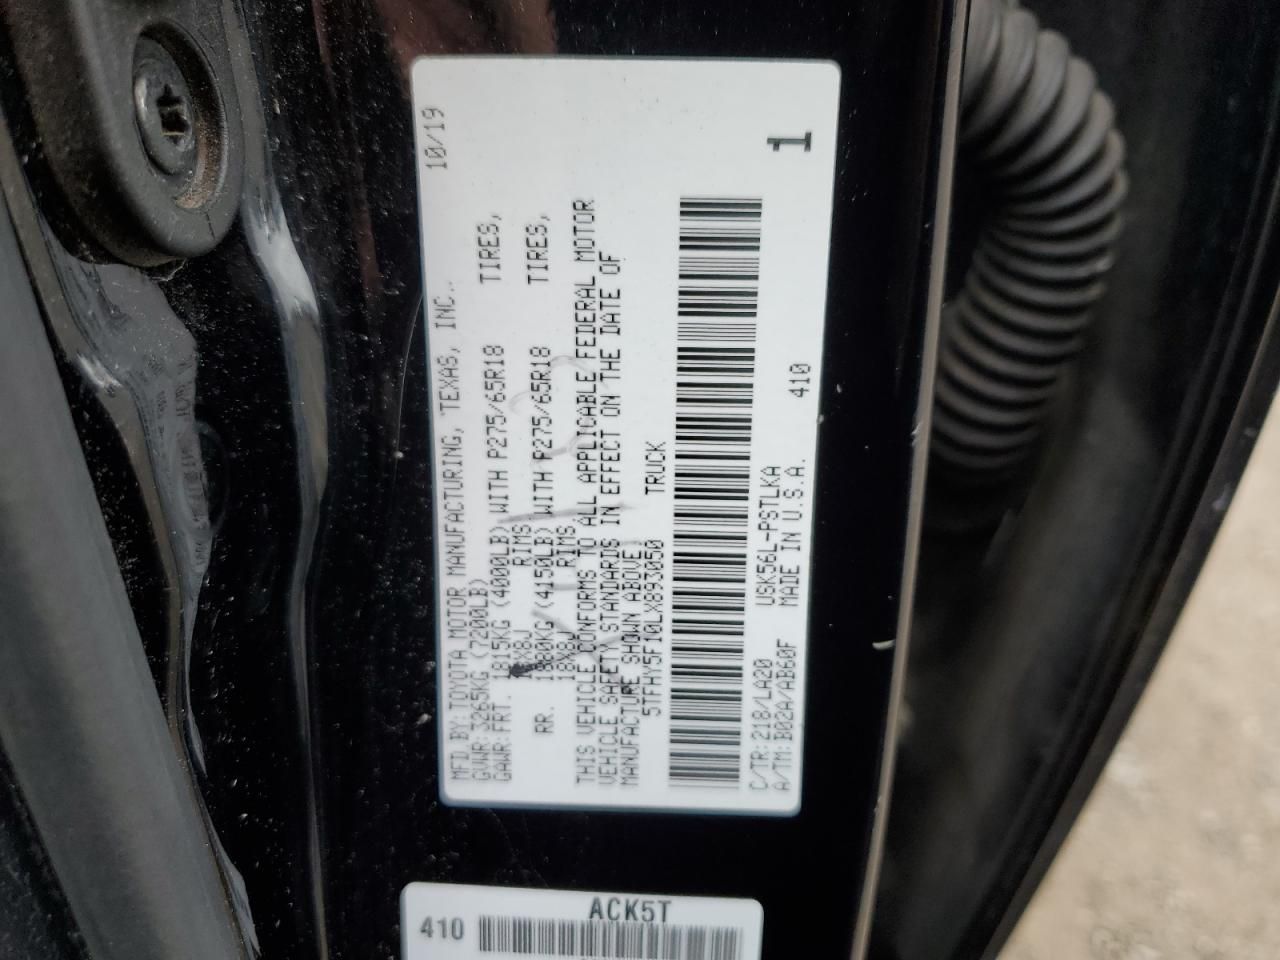 MFD BY: TOYOTA MOTOR MANUFACTURING, TEXAS, INC. 10/19
GVWR: 3265KG (7200LB)
GAWR: FRT. 1815KG (4000LB) WITH P275/65R18 TIRES,
18X8J RIMS
RR. 1880KG (4150LB) WITH P275/65R18 TIRES,
18X8J RIMS
THIS VEHICLE CONFORMS TO ALL APPLICABLE FEDERAL MOTOR
VEHICLE SAFETY STANDARDS IN EFFECT ON THE DATE OF
MANUFACTURE SHOWN ABOVE)
5TFHY5F10LX893050 TRUCK
C/TR: 218/LA20 USK56L-PSTLKA
A/TM: B02A/AB60F MADE IN U.S.A. 410 1
ACK5T
410